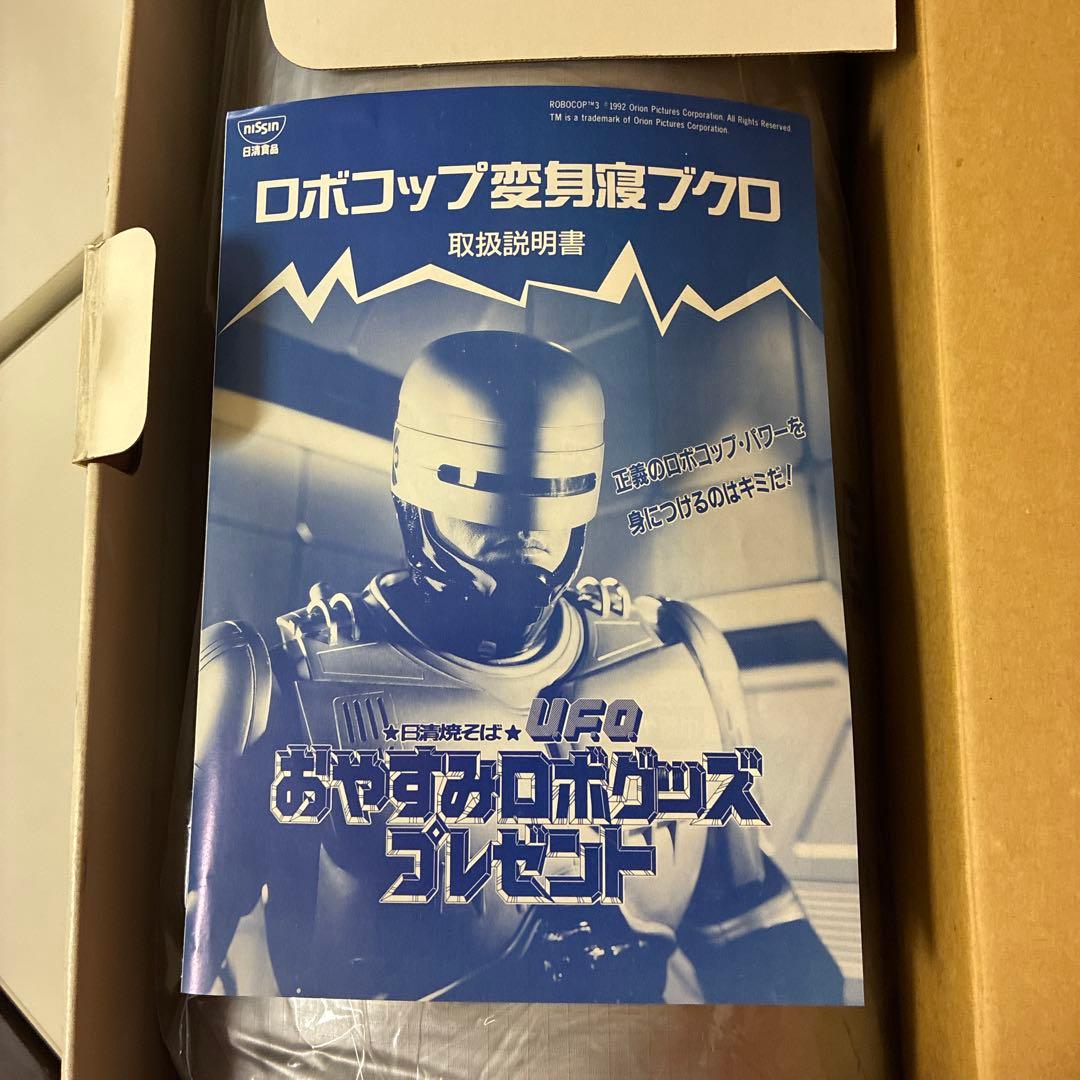 ROBOCOP™3 ©1992 Orion Pictures Corporation. All Rights Reserved
TM is a trademark of Orion Pictures Corporation.
nissin
日清食品
ロボコップ変身寝ブクロ
取扱説明書
正義のロボコップ・パワーを
身につけるのはキミだ!
★日清焼そば★ U.F.O.
おやすみロボグッズ
プレゼント